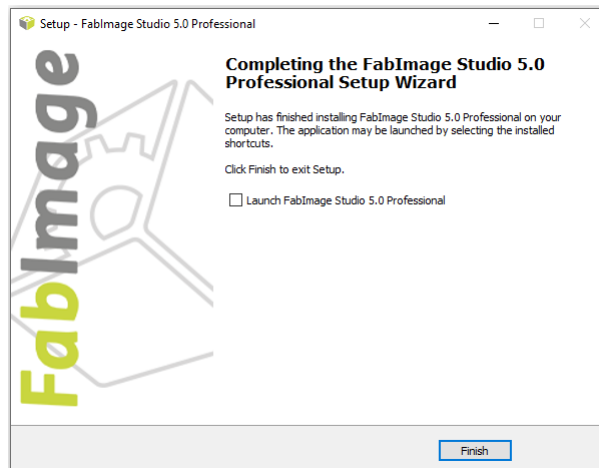 Setup - FabImage Studio 5.0 Professional
FabImage
Completing the FabImage Studio 5.0
Professional Setup Wizard
Setup has finished installing FabImage Studio 5.0 Professional on your
computer. The application may be launched by selecting the installed
shortcuts.
Click Finish to exit Setup.
Launch FabImage Studio 5.0 Professional
Finish